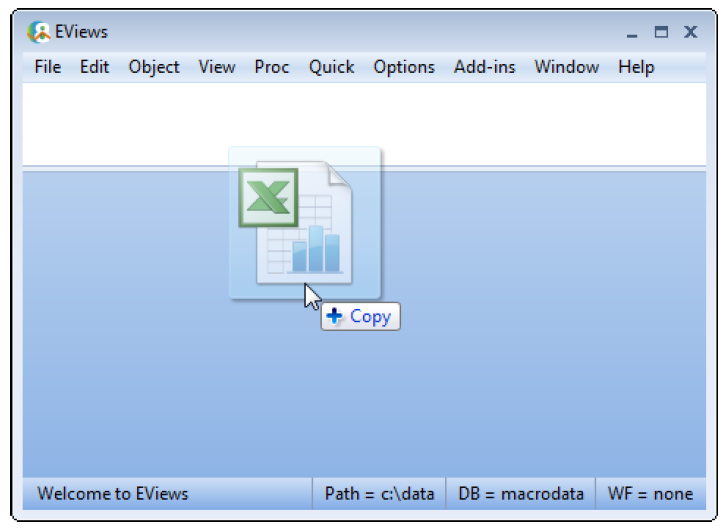 EViews
File Edit Object View Proc Quick Options Add-ins Window Help
Copy
Welcome to EViews Path = c:\data DB = macrodata WF = none